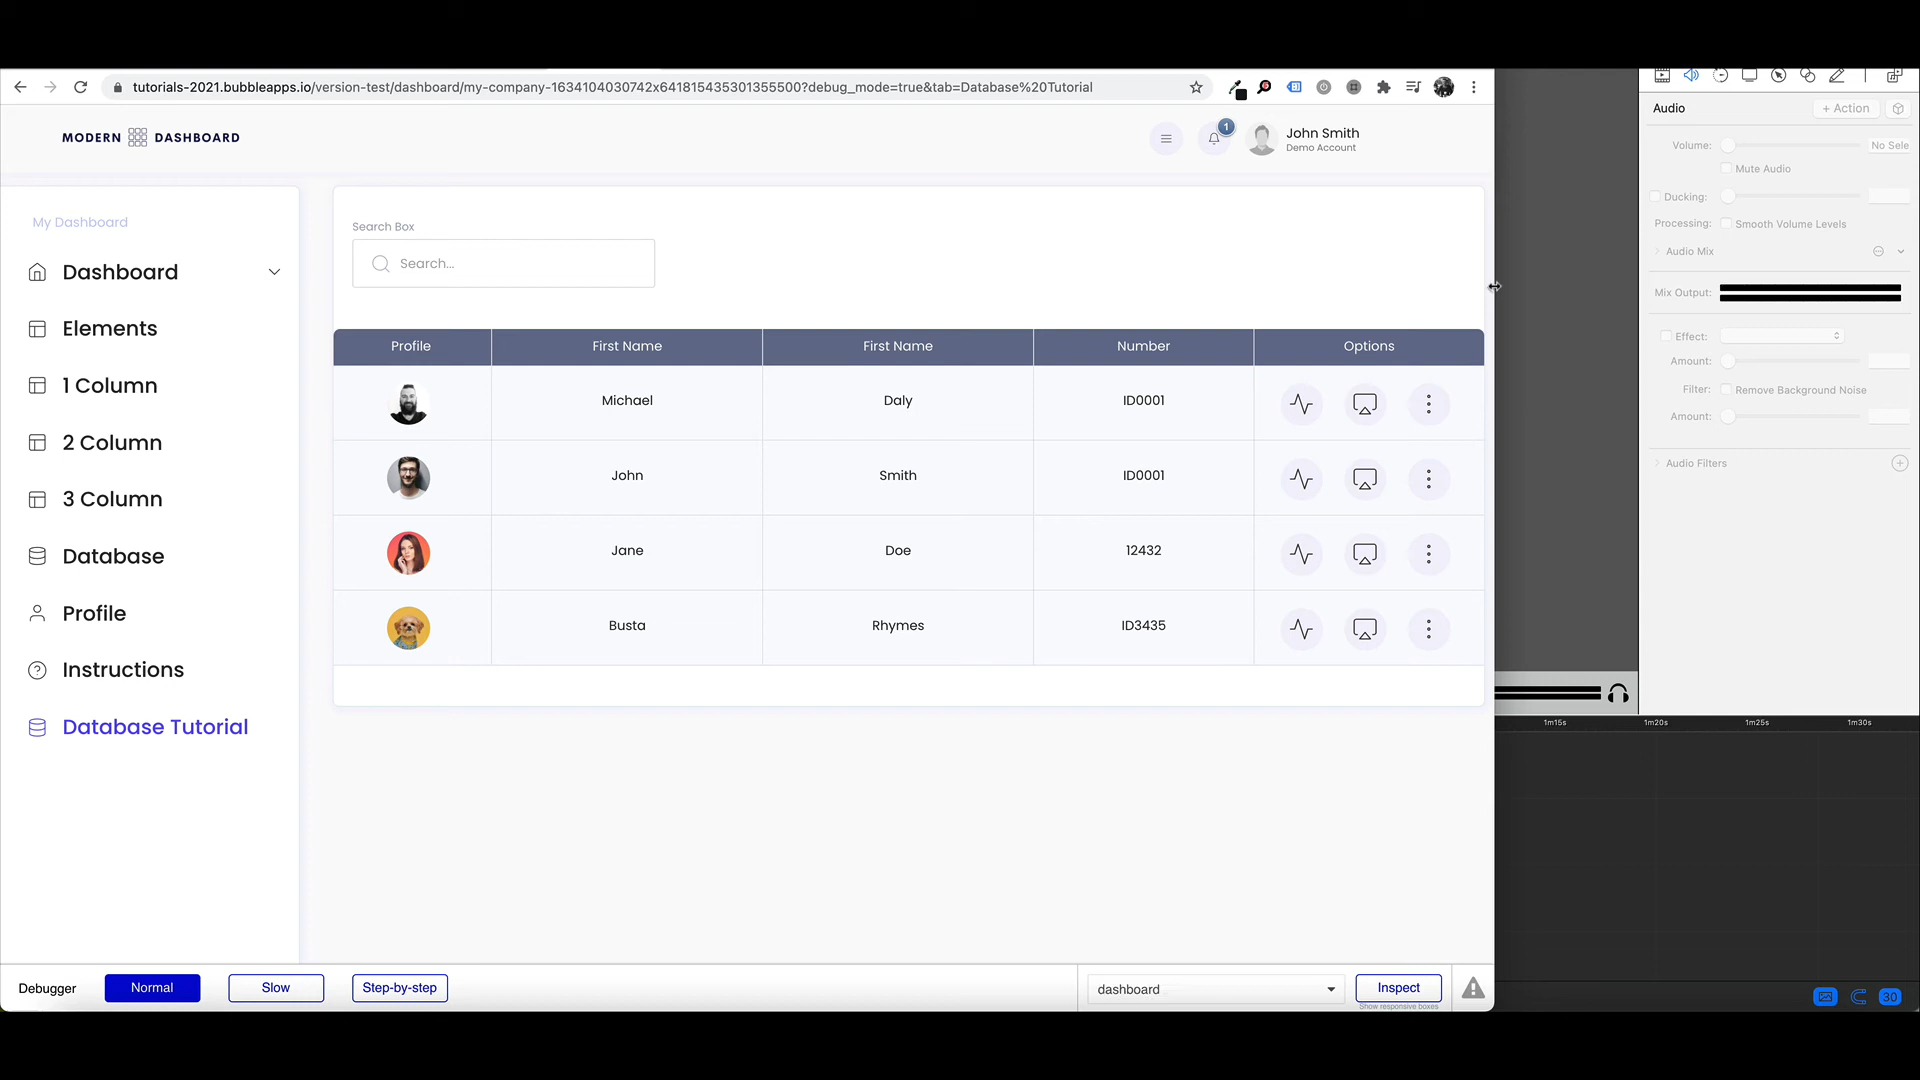 tutorials-2021.bubbleapps.io/version-test/dashboard/my-company-1634104030742x641815435301355500?debug_mode=true&tab=Database%20Tutorial
MODERN DASHBOARD
1
John Smith
Demo Account
My Dashboard
Dashboard
Elements
1 Column
2 Column
3 Column
Database
Profile
Instructions
Database Tutorial
Search Box
Search...
Profile First Name First Name Number Options
Michael Daly ID0001
John Smith ID0001
Jane Doe 12432
Busta Rhymes ID3435
Debugger Normal Slow Step-by-step dashboard Inspect
Show responsive boxes
Audio + Action
Volume: No Sele
Mute Audio
Ducking:
Processing: Smooth Volume Levels
Audio Mix
Mix Output:
Effect:
Amount:
Filter: Remove Background Noise
Amount:
Audio Filters
1m15s 1m20s 1m25s 1m30s
30